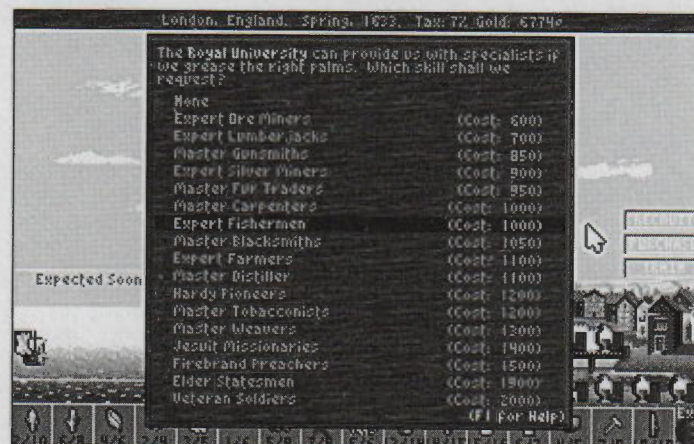 London, England. Spring, 1633. Tax: 7% Gold: 6774
The Royal University can provide us with specialists if
we grease the right palms. Which skill shall we
request?
None
Expert Ore Miners (Cost: 600)
Expert Lumberjacks (Cost: 700)
Master Gunsmiths (Cost: 850)
Expert Silver Miners (Cost: 900)
Master Fur Traders (Cost: 950)
Master Carpenters (Cost: 1000)
Expert Fishermen (Cost: 1000)
Master Blacksmiths (Cost: 1050)
Expert Farmers (Cost: 1100)
Master Distiller (Cost: 1100)
Hardy Pioneers (Cost: 1200)
Master Tobacconists (Cost: 1200)
Master Weavers (Cost: 1300)
Jesuit Missionaries (Cost: 1400)
Firebrand Preachers (Cost: 1500)
Elder Statesmen (Cost: 1900)
Veteran Soldiers (Cost: 2000)
(F1 for Help)
RECRUIT
PURCHASE
TRAIN
Expected Soon